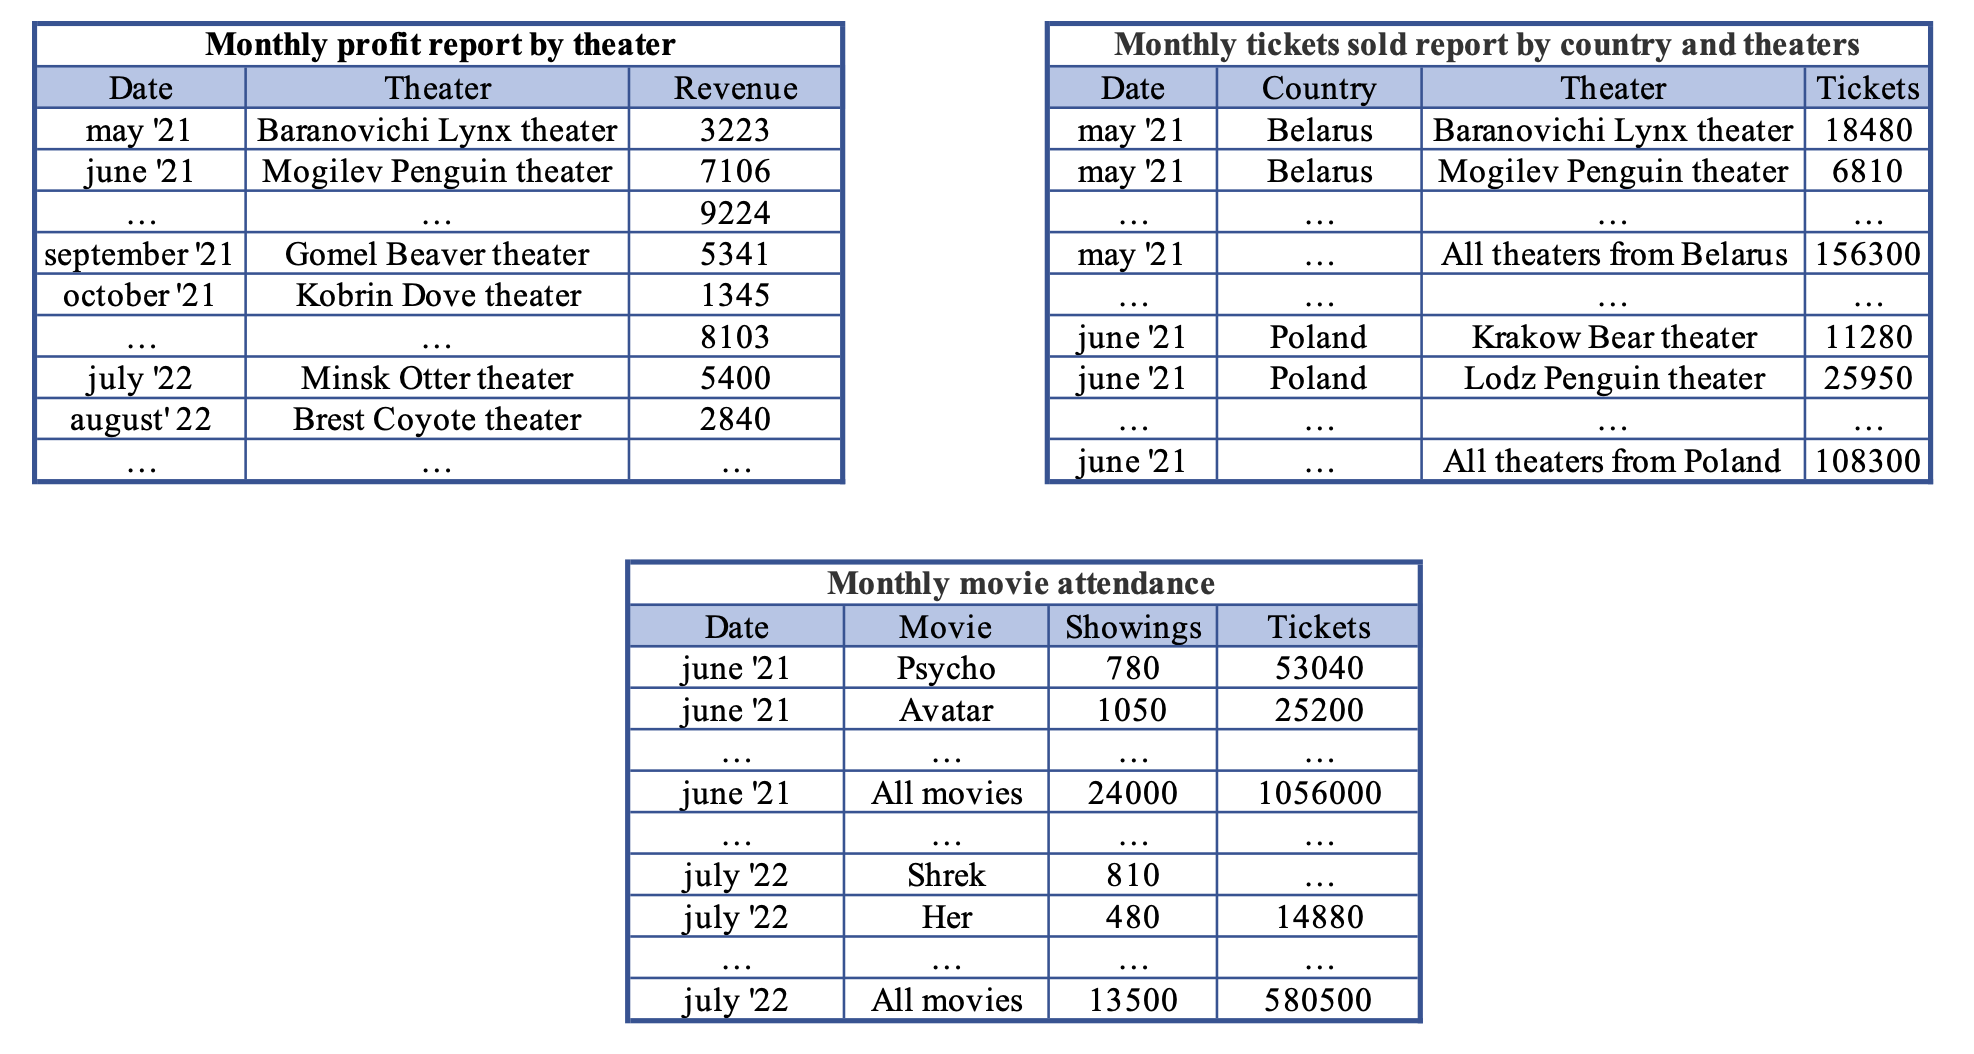 Monthly profit report by theater
Date Theater Revenue
may '21 Baranovichi Lynx theater 3223
june '21 Mogilev Penguin theater 7106
… … 9224
september '21 Gomel Beaver theater 5341
october '21 Kobrin Dove theater 1345
… … 8103
july '22 Minsk Otter theater 5400
august' 22 Brest Coyote theater 2840
… … …
Monthly tickets sold report by country and theaters
Date Country Theater Tickets
may '21 Belarus Baranovichi Lynx theater 18480
may '21 Belarus Mogilev Penguin theater 6810
… … … …
may '21 … All theaters from Belarus 156300
… … … …
june '21 Poland Krakow Bear theater 11280
june '21 Poland Lodz Penguin theater 25950
… … … …
june '21 … All theaters from Poland 108300
Monthly movie attendance
Date Movie Showings Tickets
june '21 Psycho 780 53040
june '21 Avatar 1050 25200
… … … …
june '21 All movies 24000 1056000
… … … …
july '22 Shrek 810 …
july '22 Her 480 14880
… … … …
july '22 All movies 13500 580500